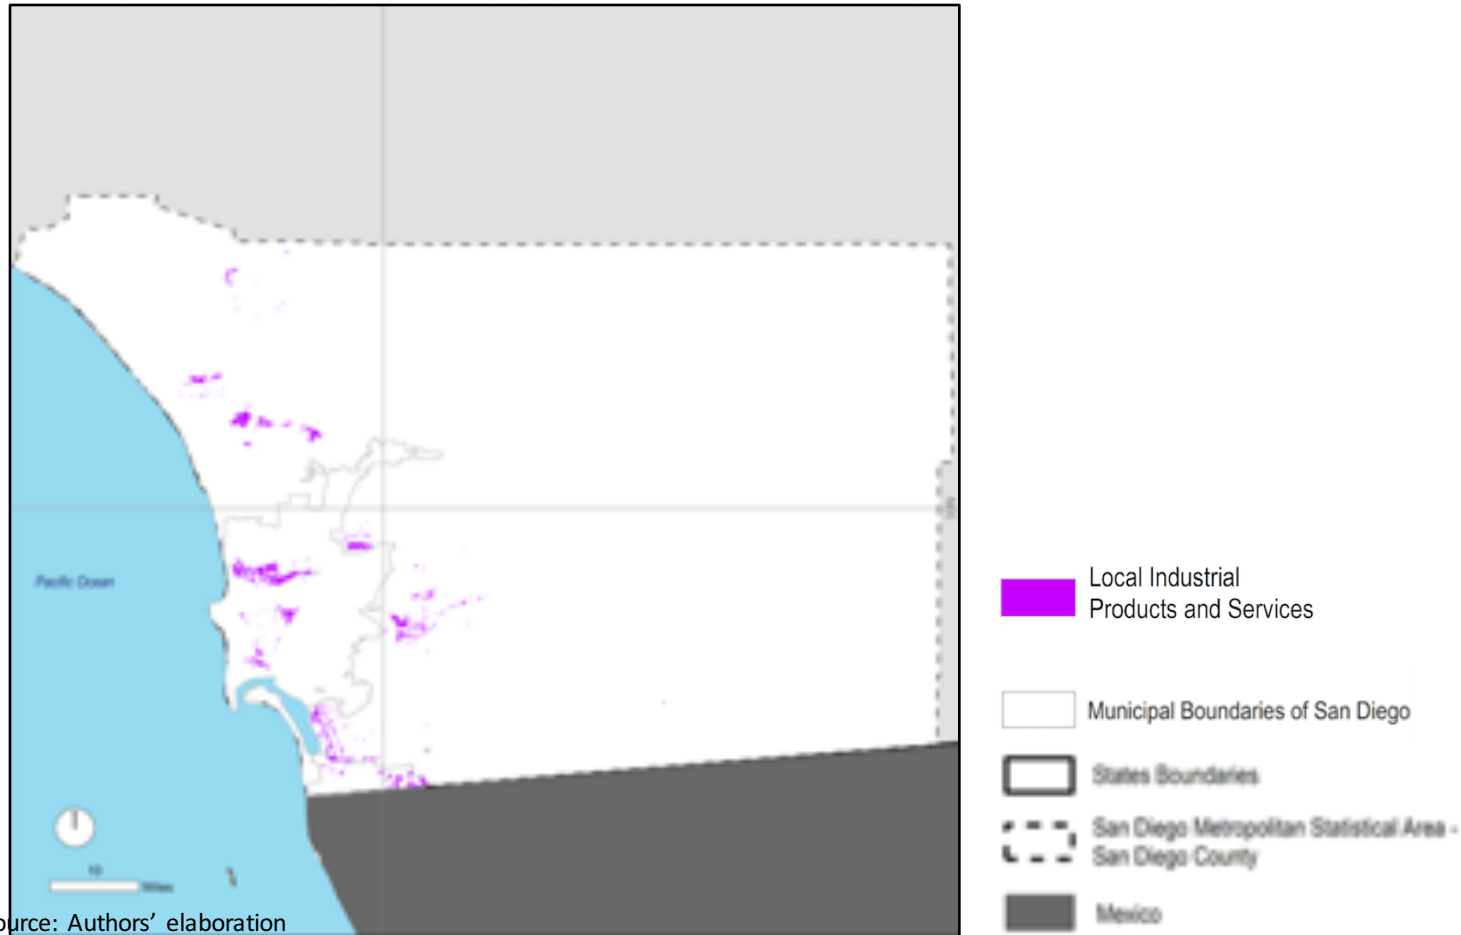 Pacific Ocean
10
Miles
ource: Authors’ elaboration
Local Industrial
Products and Services
Municipal Boundaries of San Diego
States Boundaries
San Diego Metropolitan Statistical Area -
San Diego County
Mexico